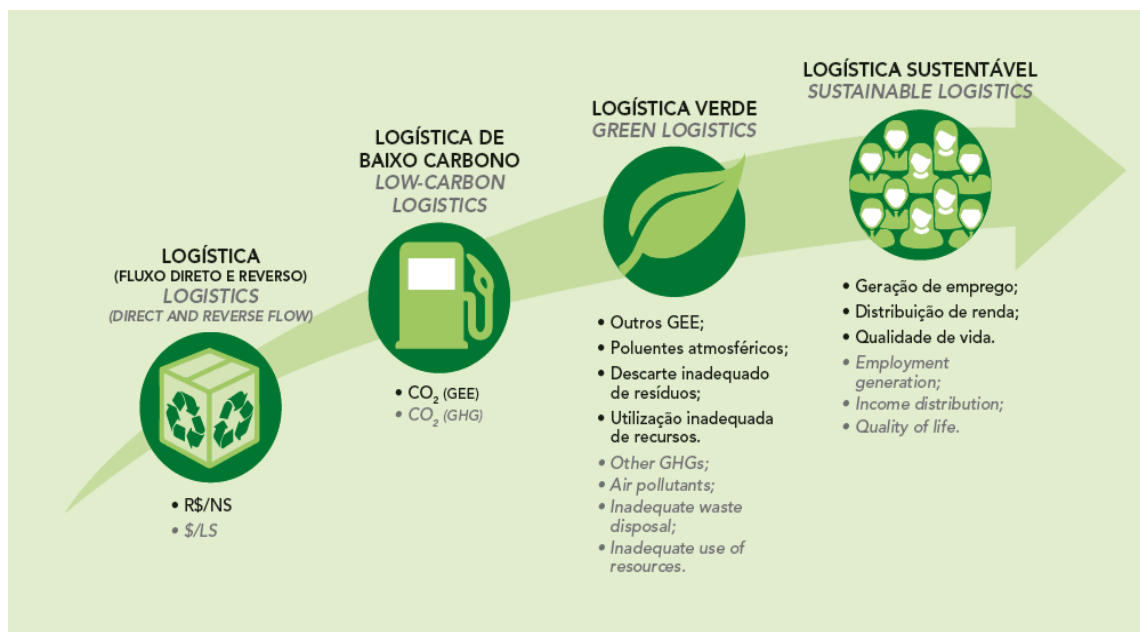 LOGÍSTICA
(FLUXO DIRETO E REVERSO)
LOGISTICS
(DIRECT AND REVERSE FLOW)
• R$/NS
• $/LS
LOGÍSTICA DE
BAIXO CARBONO
LOW-CARBON
LOGISTICS
• CO₂ (GEE)
• CO₂ (GHG)
LOGÍSTICA VERDE
GREEN LOGISTICS
• Outros GEE;
• Poluentes atmosféricos;
• Descarte inadequado
de resíduos;
• Utilização inadequada
de recursos.
• Other GHGs;
• Air pollutants;
• Inadequate waste
disposal;
• Inadequate use of
resources.
LOGÍSTICA SUSTENTÁVEL
SUSTAINABLE LOGISTICS
• Geração de emprego;
• Distribuição de renda;
• Qualidade de vida.
• Employment
generation;
• Income distribution;
• Quality of life.